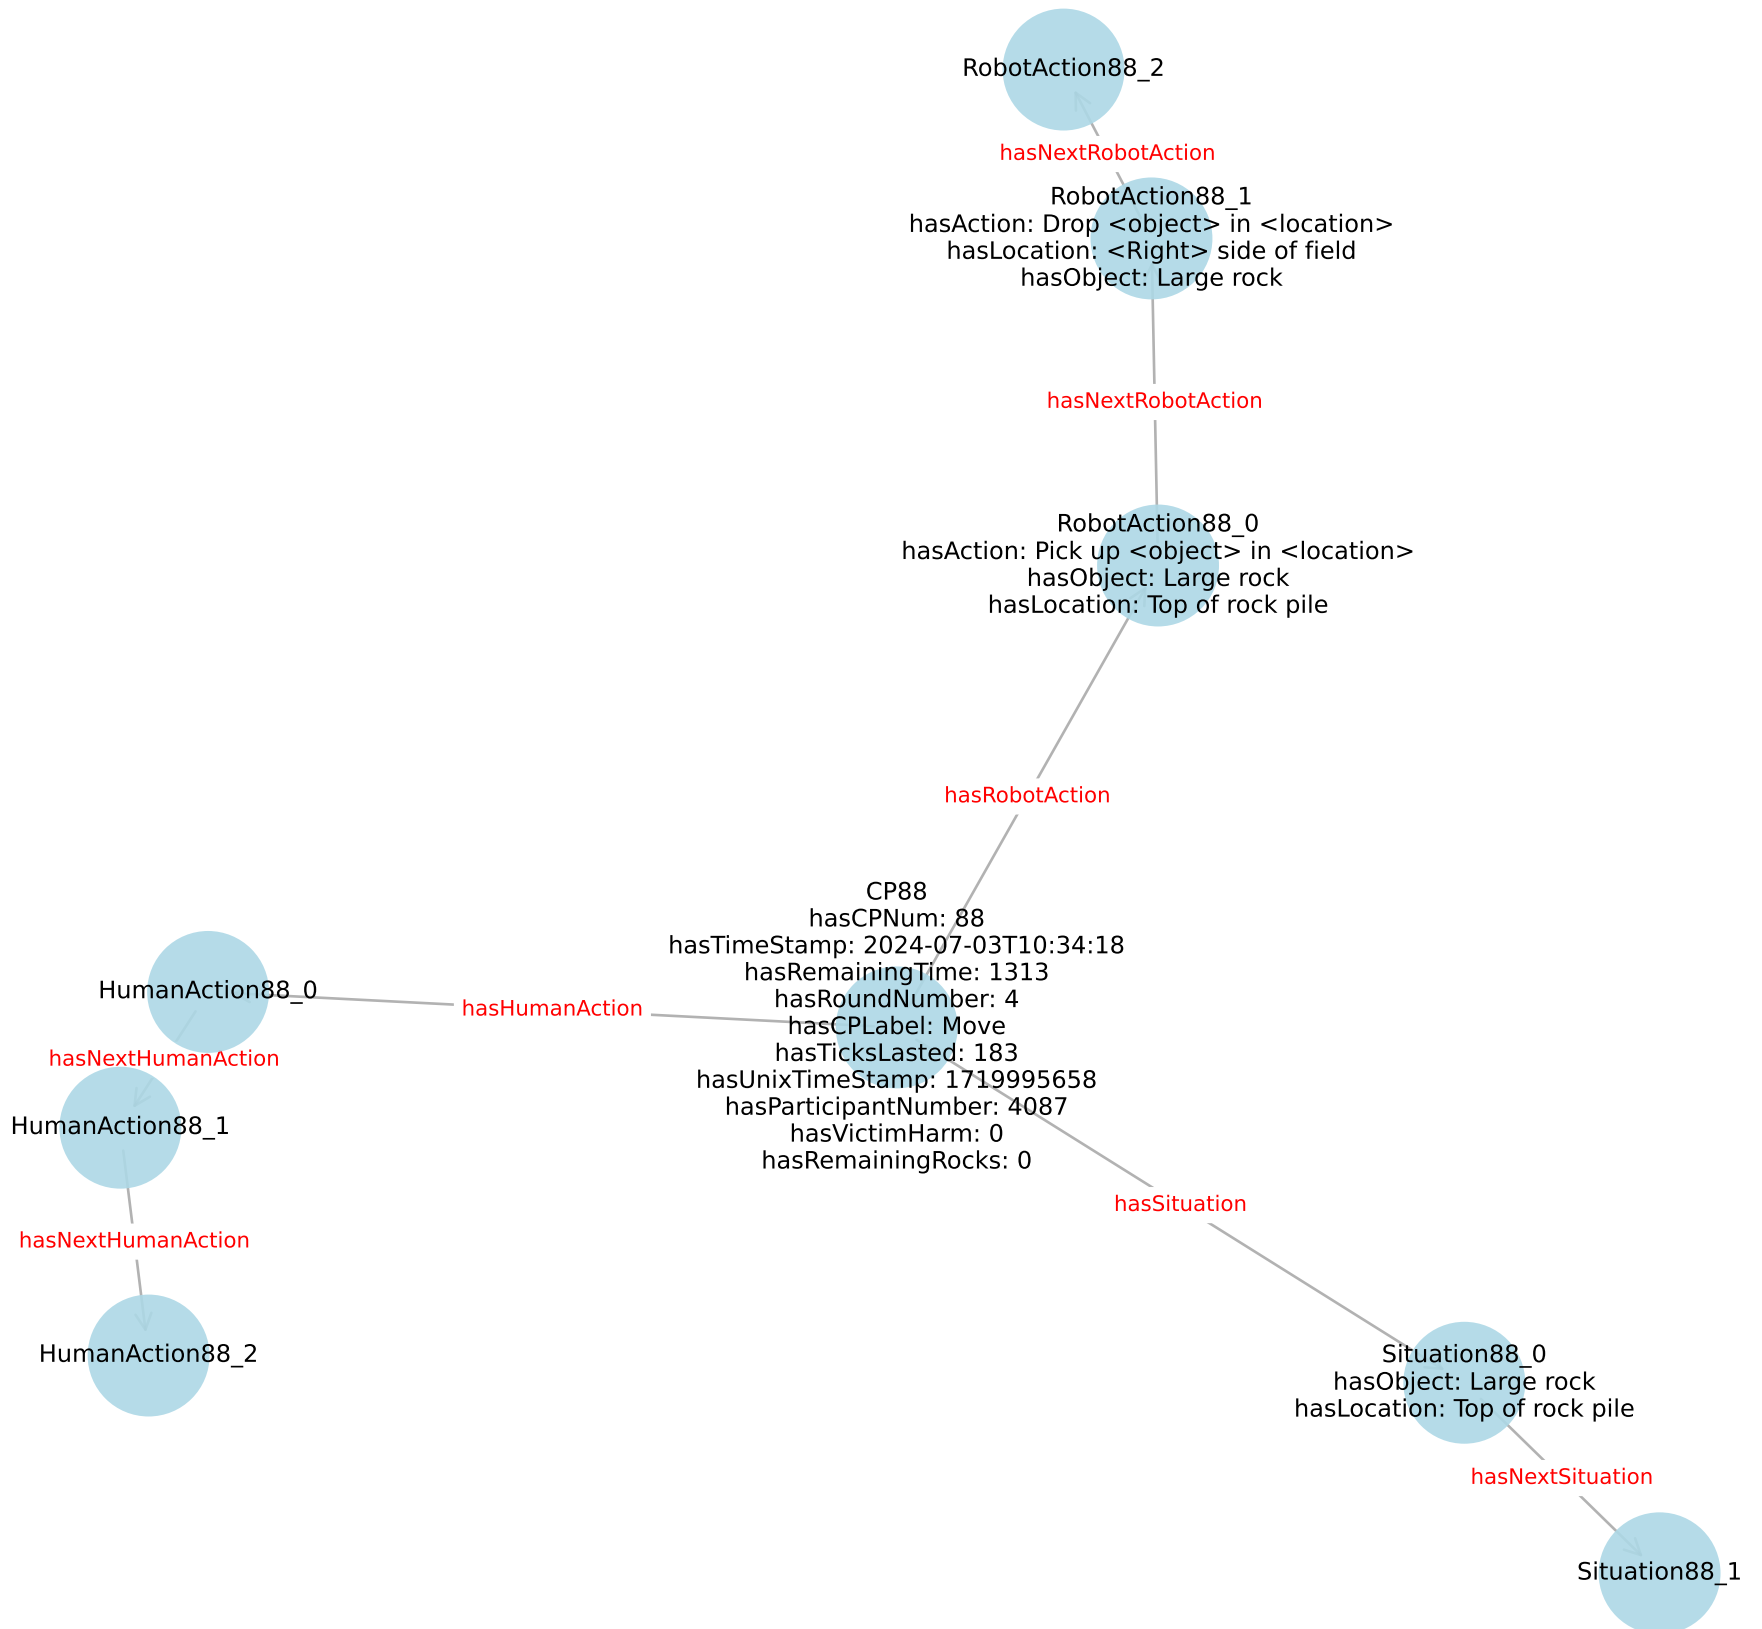 RobotAction88_2
hasNextRobotAction
RobotAction88_1
hasAction: Drop <object> in <location>
hasLocation: <Right> side of field
hasObject: Large rock
hasNextRobotAction
RobotAction88_0
hasAction: Pick up <object> in <location>
hasObject: Large rock
hasLocation: Top of rock pile
hasRobotAction
CP88
hasCPNum: 88
hasTimeStamp: 2024-07-03T10:34:18
hasRemainingTime: 1313
hasRoundNumber: 4
hasCPLabel: Move
hasTicksLasted: 183
hasUnixTimeStamp: 1719995658
hasParticipantNumber: 4087
hasVictimHarm: 0
hasRemainingRocks: 0
HumanAction88_0
hasHumanAction
hasNextHumanAction
HumanAction88_1
hasNextHumanAction
HumanAction88_2
hasSituation
Situation88_0
hasObject: Large rock
hasLocation: Top of rock pile
hasNextSituation
Situation88_1